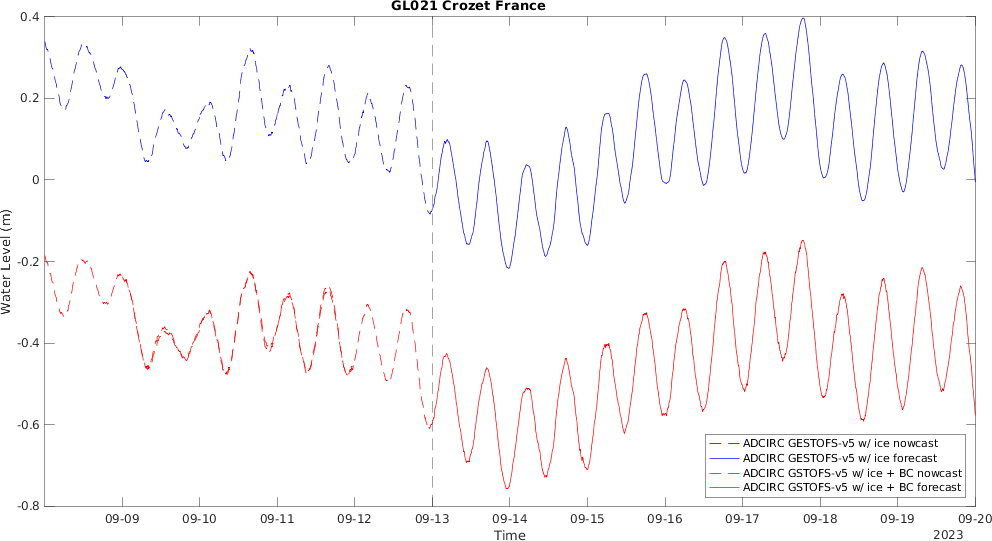 GL021 Crozet France
0.4
0.2
0
-0.2
-0.4
-0.6
-0.8
Water Level (m)
09-09
09-10
09-11
09-12
09-13
09-14
09-15
09-16
09-17
09-18
09-19
09-20
Time
2023
ADCIRC GESTOFS-v5 w/ ice nowcast
ADCIRC GESTOFS-v5 w/ ice forecast
ADCIRC GSTOFS-v5 w/ ice + BC nowcast
ADCIRC GSTOFS-v5 w/ ice + BC forecast